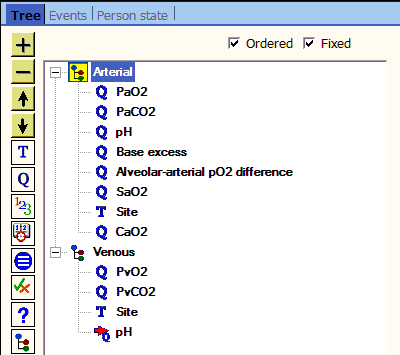 Tree Events Person state
Ordered Fixed
Arterial
Q PaO2
Q PaCO2
Q pH
Q Base excess
Q Alveolar-arterial pO2 difference
Q SaO2
T Site
Q CaO2
Venous
Q PvO2
Q PvCO2
T Site
Q pH
T
Q
123
?